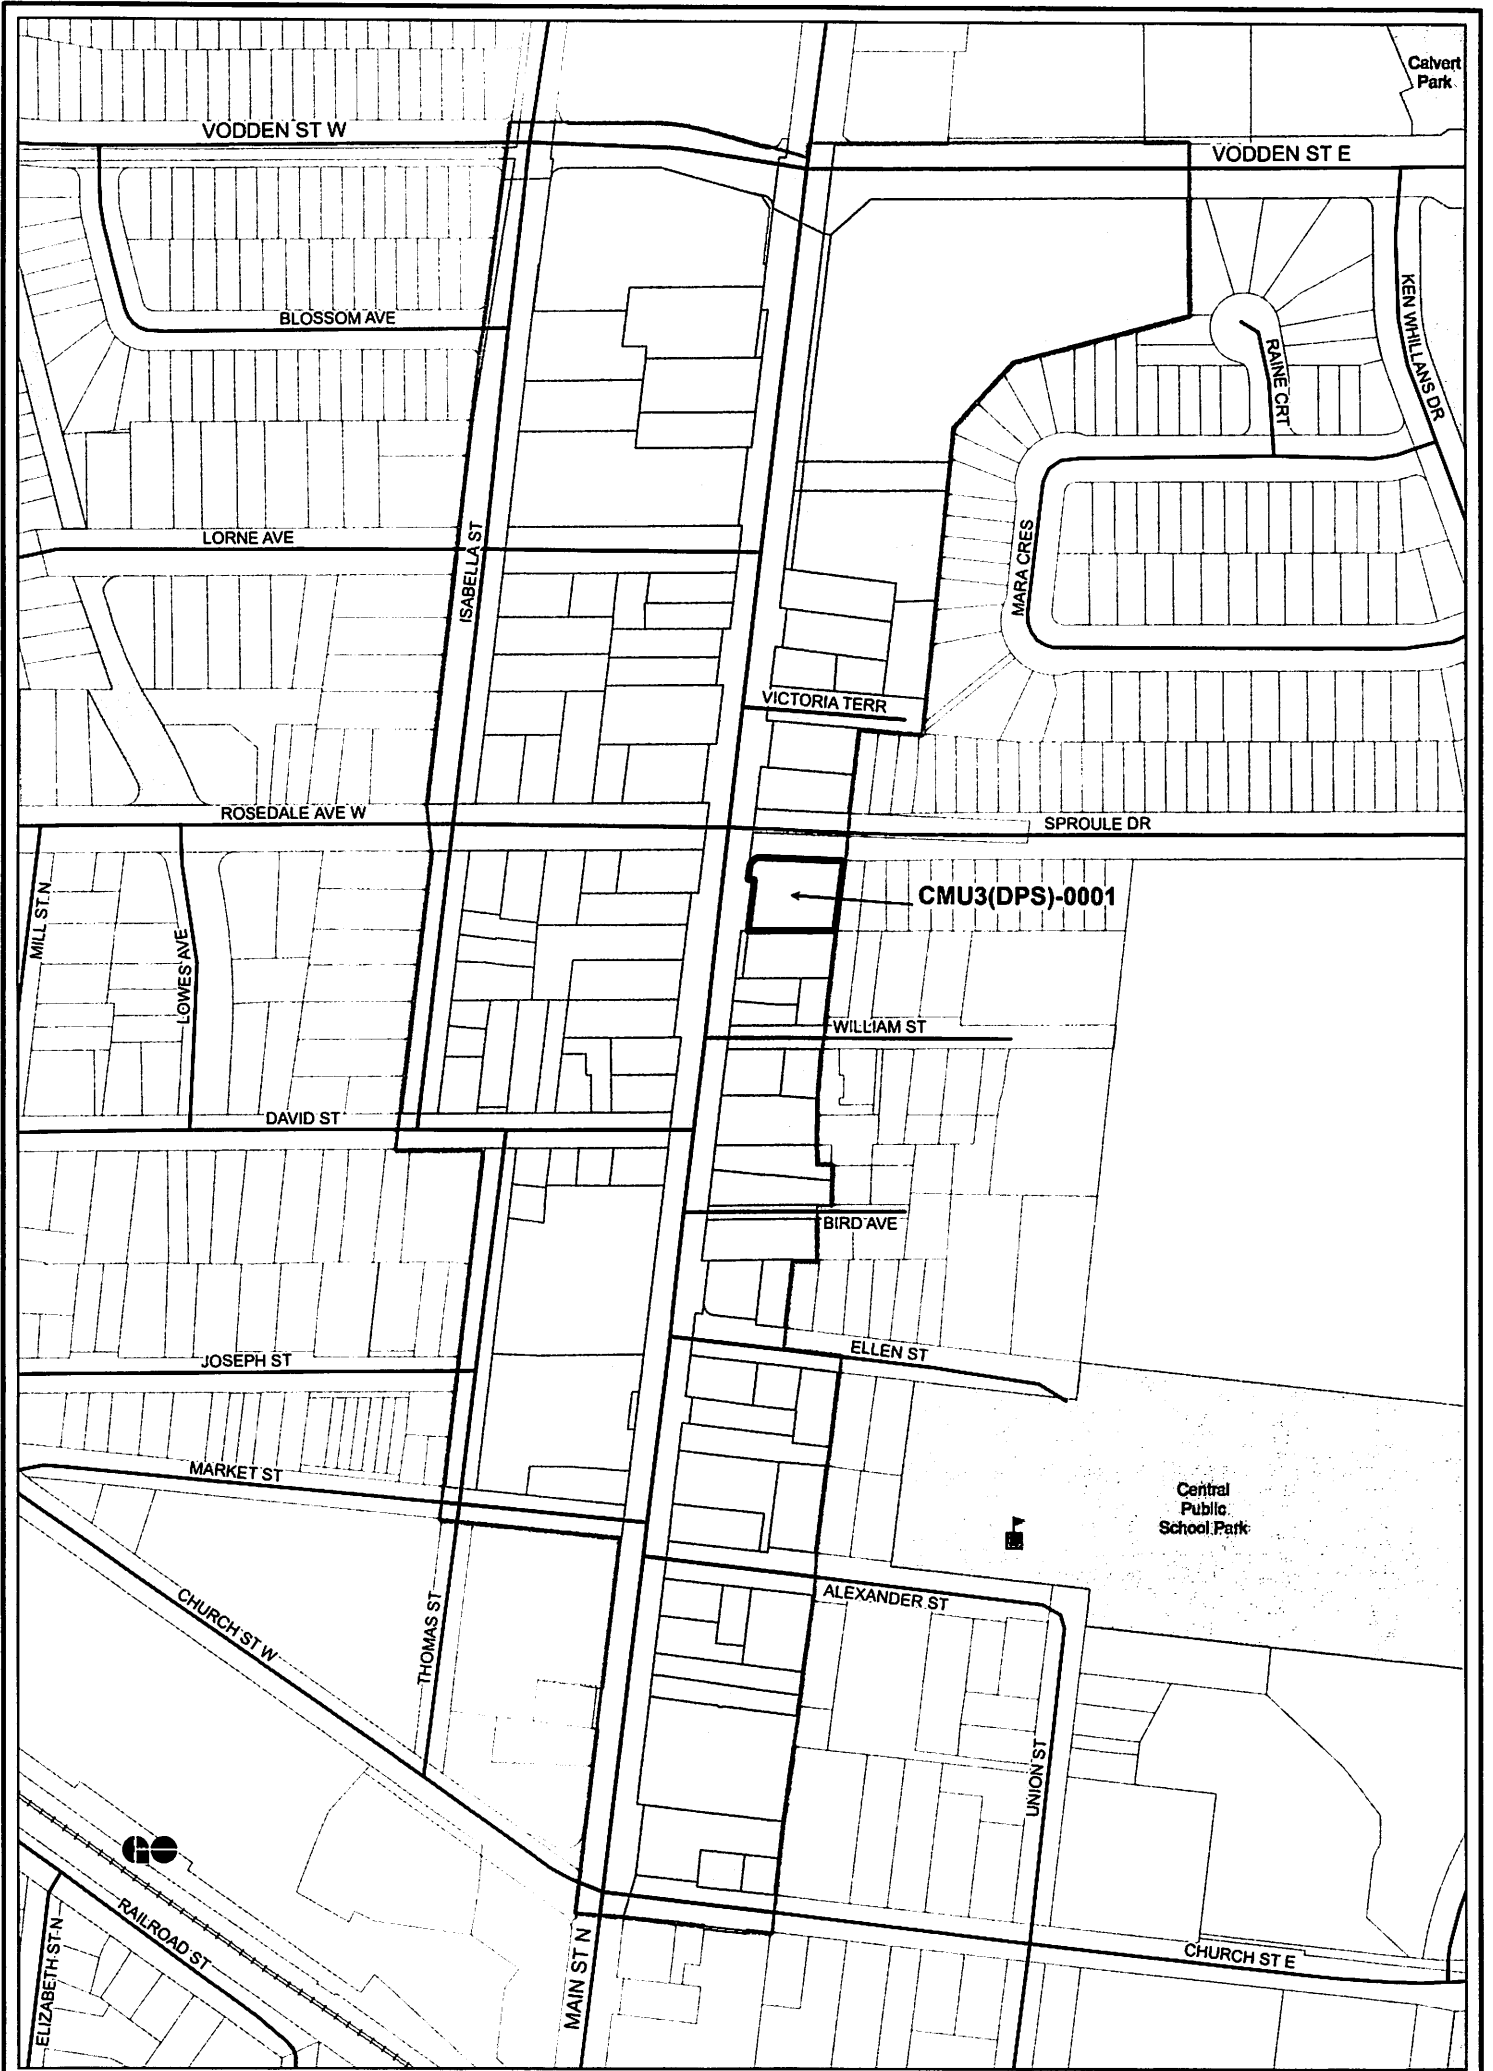 Calvert
Park
VODDEN ST W
VODDEN ST E
BLOSSOM AVE
KEN WHILLANS DR
RAINE CRT
LORNE AVE
ISABELLA ST
MARA CRES
VICTORIA TERR
ROSEDALE AVE W
SPROULE DR
CMU3(DPS)-0001
MILL ST N
LOWES AVE
WILLIAM ST
DAVID ST
BIRD AVE
ELLEN ST
JOSEPH ST
MARKET ST
Central
Public
School Park
ALEXANDER ST
CHURCH ST W
THOMAS ST
UNION ST
GO
RAILROAD ST
ELIZABETH ST N
MAIN ST N
CHURCH ST E